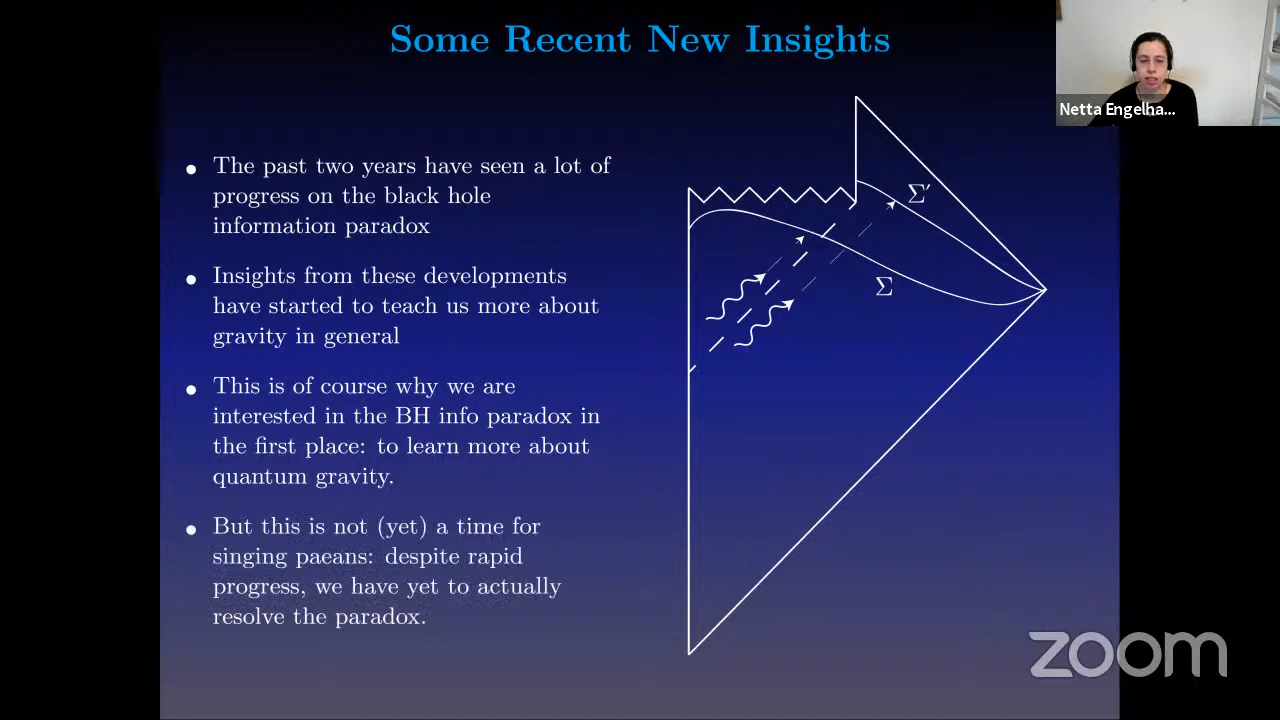 Some Recent New Insights
Netta Engelha...
• The past two years have seen a lot of
progress on the black hole
information paradox
• Insights from these developments
have started to teach us more about
gravity in general
• This is of course why we are
interested in the BH info paradox in
the first place: to learn more about
quantum gravity.
• But this is not (yet) a time for
singing paeans: despite rapid
progress, we have yet to actually
resolve the paradox.
Σ′
Σ
zoom